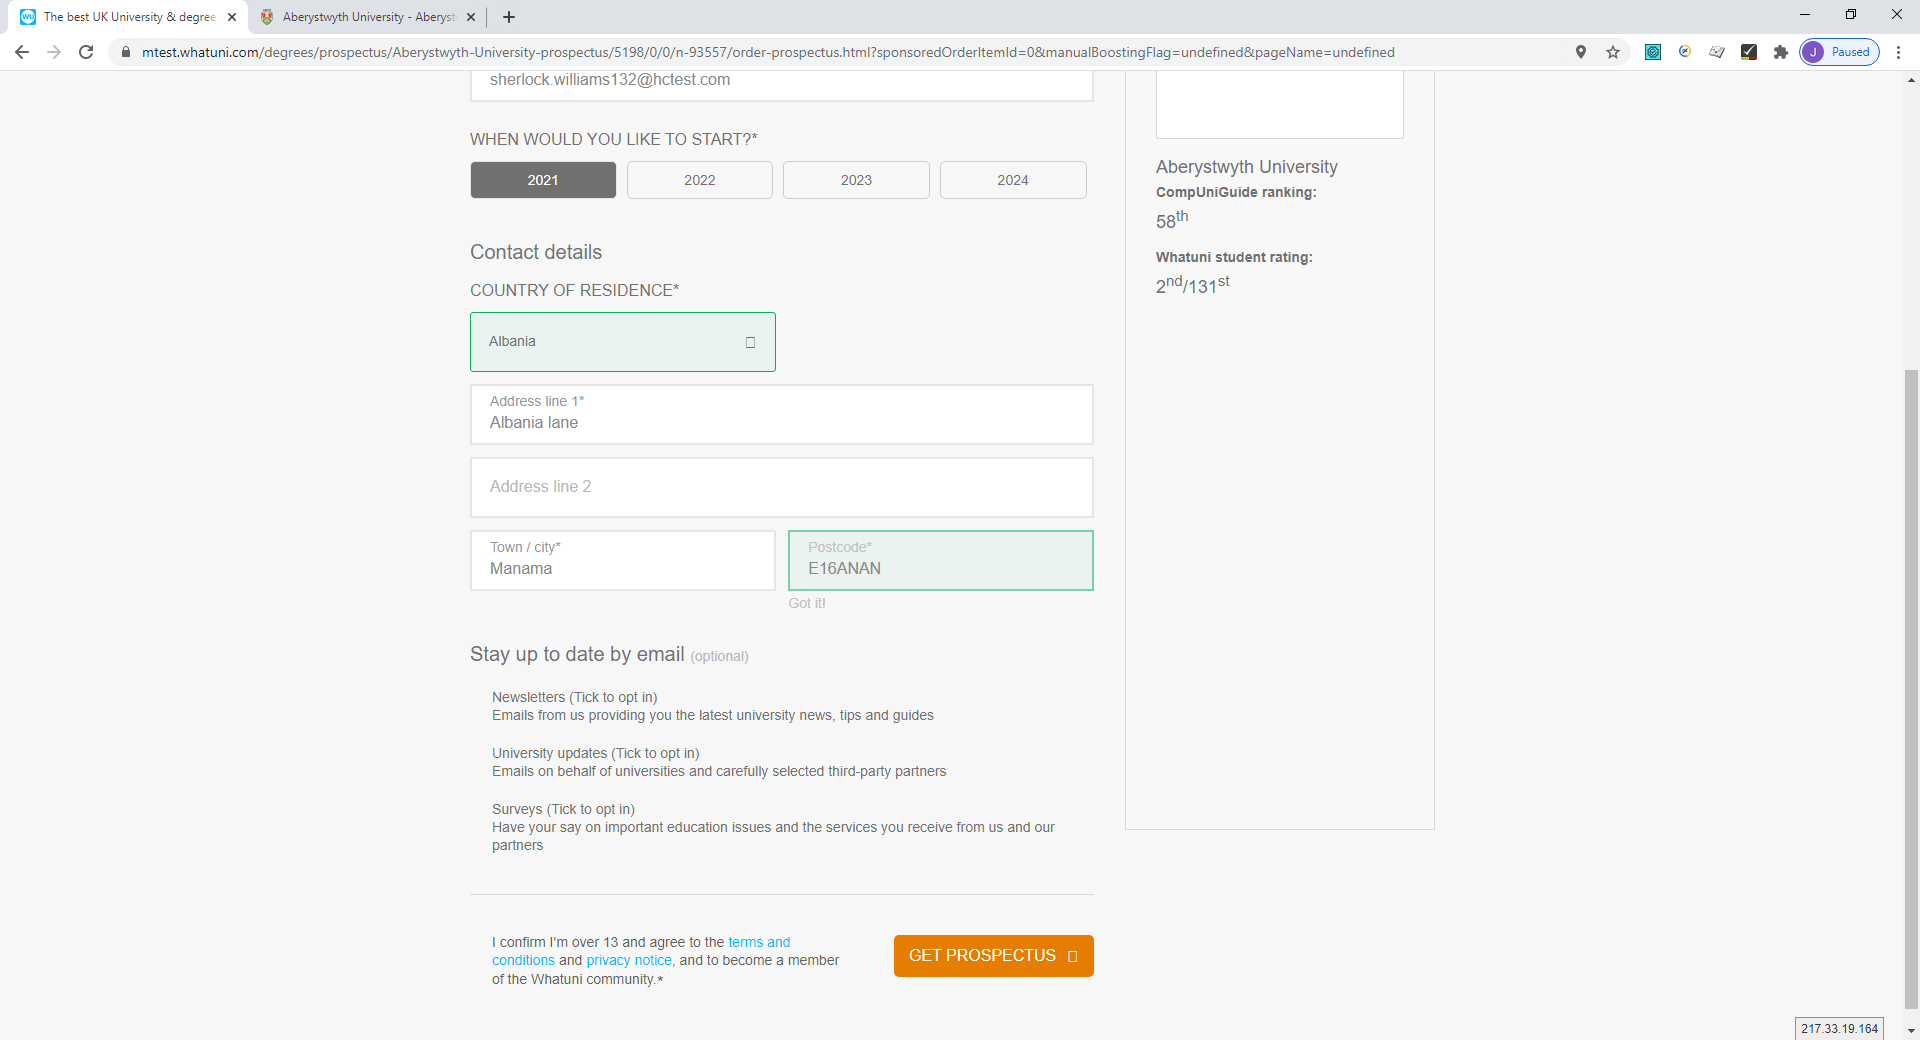 The best UK University & degree
Aberystwyth University - Aberyst
mtest.whatuni.com/degrees/prospectus/Aberystwyth-University-prospectus/5198/0/0/n-93557/order-prospectus.html?sponsoredOrderItemId=0&manualBoostingFlag=undefined&pageName=undefined
J Paused
sherlock.williams132@hctest.com
WHEN WOULD YOU LIKE TO START?*
2021 2022 2023 2024
Contact details
COUNTRY OF RESIDENCE*
Albania
Address line 1*
Albania lane
Address line 2
Town / city*
Manama
Postcode*
E16ANAN
Got it!
Stay up to date by email (optional)
Newsletters (Tick to opt in)
Emails from us providing you the latest university news, tips and guides
University updates (Tick to opt in)
Emails on behalf of universities and carefully selected third-party partners
Surveys (Tick to opt in)
Have your say on important education issues and the services you receive from us and our
partners
I confirm I'm over 13 and agree to the terms and
conditions and privacy notice, and to become a member
of the Whatuni community.*
GET PROSPECTUS
Aberystwyth University
CompUniGuide ranking:
58th
Whatuni student rating:
2nd/131st
217.33.19.164